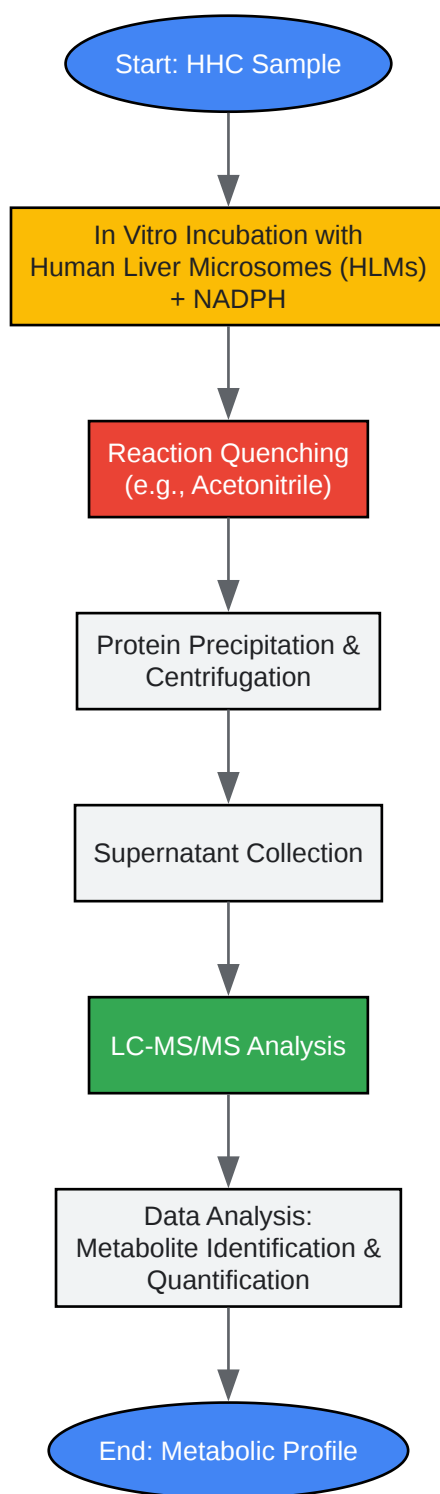 Start: HHC Sample
In Vitro Incubation with
Human Liver Microsomes (HLMs)
+ NADPH
Reaction Quenching
(e.g., Acetonitrile)
Protein Precipitation &
Centrifugation
Supernatant Collection
LC-MS/MS Analysis
Data Analysis:
Metabolite Identification &
Quantification
End: Metabolic Profile